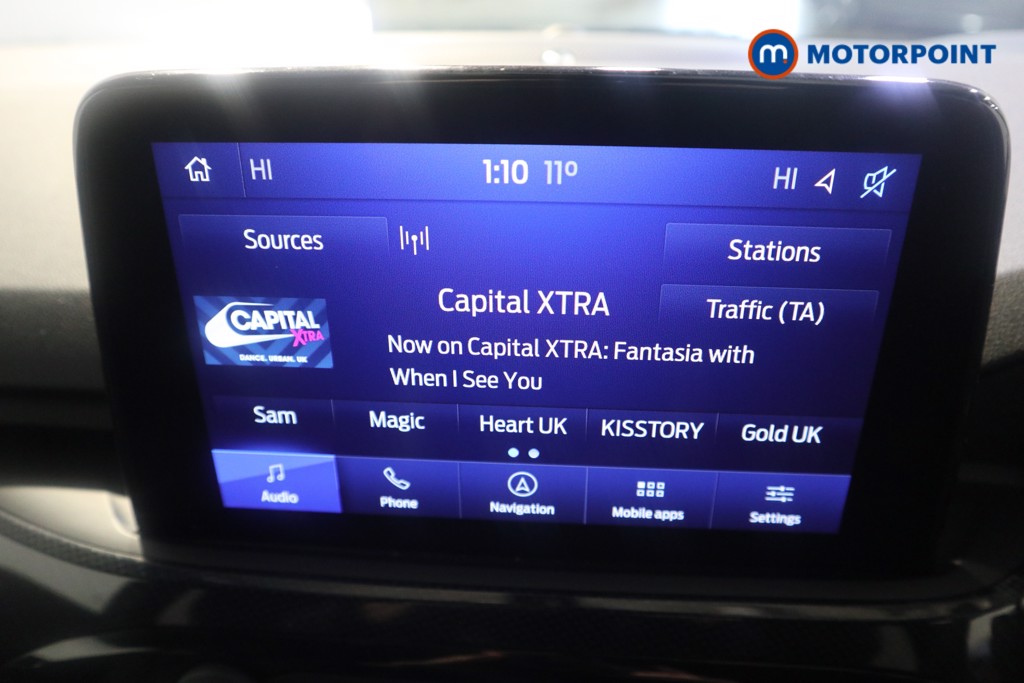 m MOTORPOINT
HI 1:10 11° HI
Sources
Stations
CAPITAL
XTRA
DANCE. URBAN. UK
Capital XTRA
Traffic (TA)
Now on Capital XTRA: Fantasia with
When I See You
Sam Magic Heart UK KISSTORY Gold UK
Audio Phone Navigation Mobile apps Settings